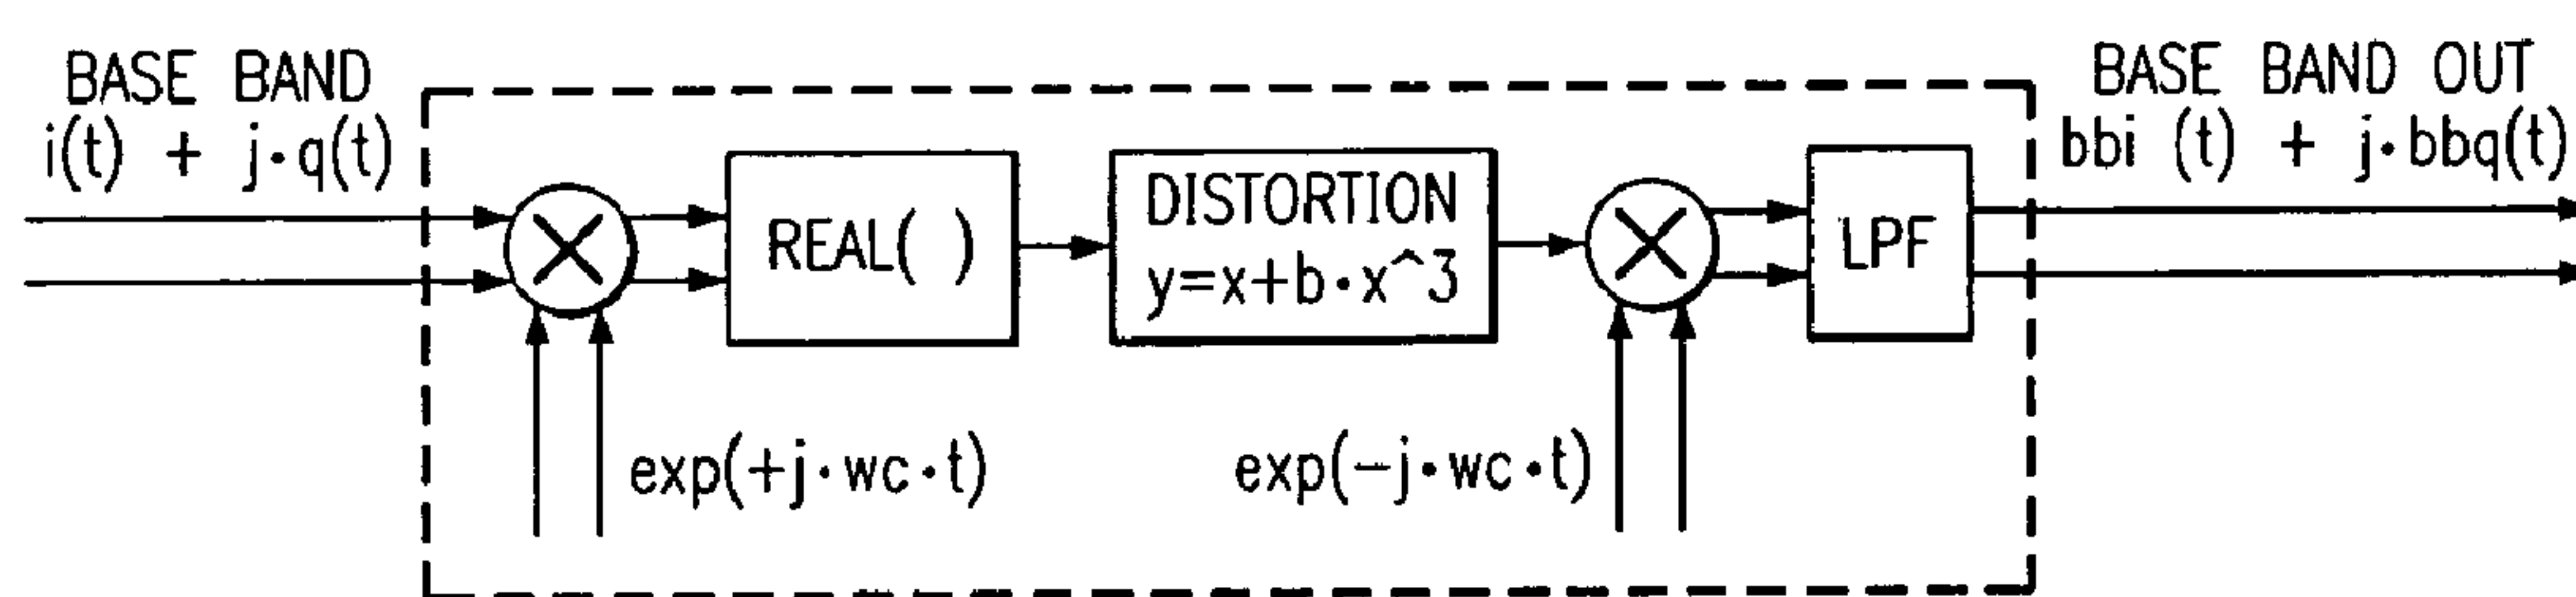 BASE BAND
i(t) + j·q(t)
REAL( )
DISTORTION
y=x+b·x^3
LPF
BASE BAND OUT
bbi (t) + j·bbq(t)
exp(+j·wc·t)
exp(-j·wc·t)